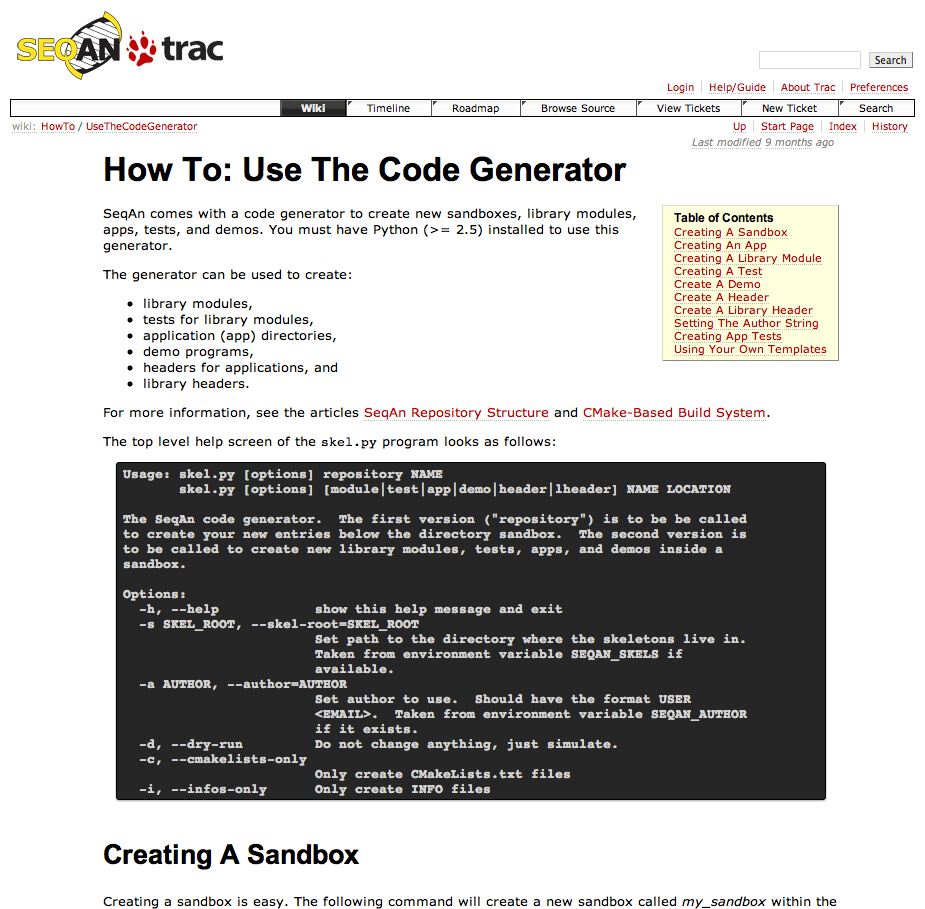 SEQAN trac
Search
Login Help/Guide About Trac Preferences
Wiki Timeline Roadmap Browse Source View Tickets New Ticket Search
wiki: HowTo / UseTheCodeGenerator
Up Start Page Index History
Last modified 9 months ago
How To: Use The Code Generator
SeqAn comes with a code generator to create new sandboxes, library modules,
apps, tests, and demos. You must have Python (>= 2.5) installed to use this
generator.
Table of Contents
Creating A Sandbox
Creating An App
Creating A Library Module
Creating A Test
Create A Demo
Create A Header
Create A Library Header
Setting The Author String
Creating App Tests
Using Your Own Templates
The generator can be used to create:
• library modules,
• tests for library modules,
• application (app) directories,
• demo programs,
• headers for applications, and
• library headers.
For more information, see the articles SeqAn Repository Structure and CMake-Based Build System.
The top level help screen of the skel.py program looks as follows:
Usage: skel.py [options] repository NAME
       skel.py [options] [module|test|app|demo|header|lheader] NAME LOCATION
The SeqAn code generator.  The first version ("repository") is to be be called
to create your new entries below the directory sandbox.  The second version is
to be called to create new library modules, tests, apps, and demos inside a
sandbox.
Options:
  -h, --help            show this help message and exit
  -s SKEL_ROOT, --skel-root=SKEL_ROOT
                        Set path to the directory where the skeletons live in.
                        Taken from environment variable SEQAN_SKELS if
                        available.
  -a AUTHOR, --author=AUTHOR
                        Set author to use.  Should have the format USER
                        <EMAIL>.  Taken from environment variable SEQAN_AUTHOR
                        if it exists.
  -d, --dry-run         Do not change anything, just simulate.
  -c, --cmakelists-only
                        Only create CMakeLists.txt files
  -i, --infos-only      Only create INFO files
Creating A Sandbox
Creating a sandbox is easy. The following command will create a new sandbox called my_sandbox within the